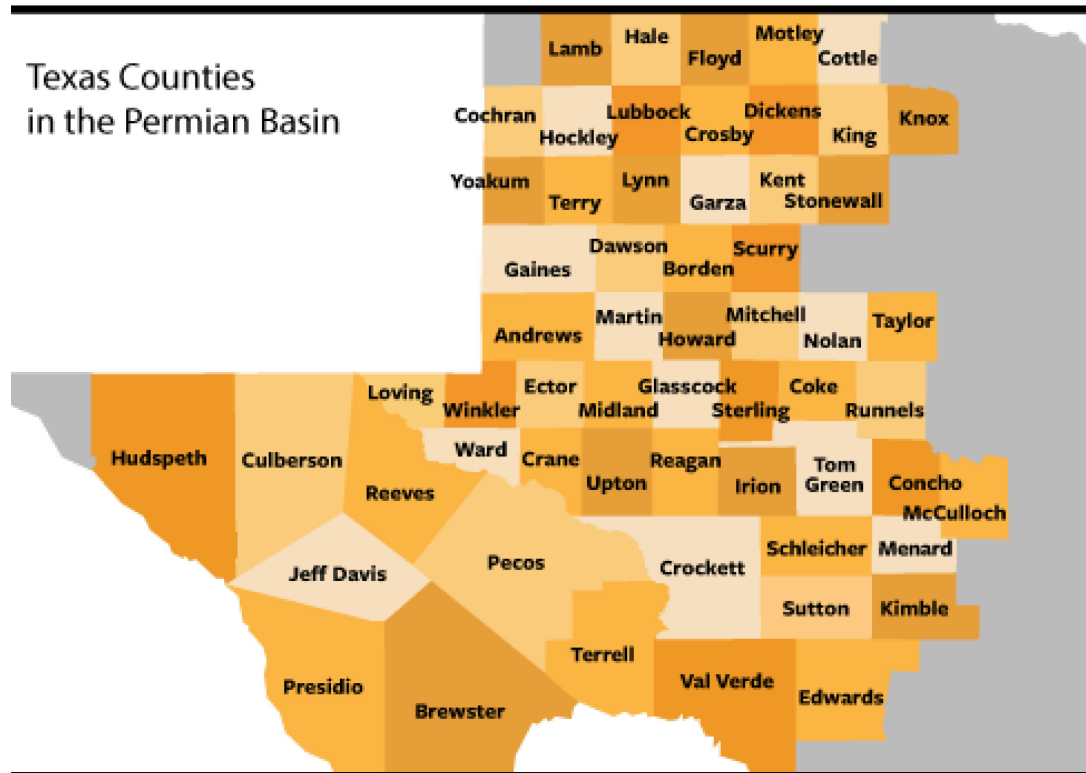 Texas Counties
in the Permian Basin
Lamb
Hale
Floyd
Motley
Cottle
Cochran
Hockley
Lubbock
Crosby
Dickens
King
Knox
Yoakum
Terry
Lynn
Garza
Kent
Stonewall
Gaines
Dawson
Borden
Scurry
Andrews
Martin
Howard
Mitchell
Nolan
Taylor
Loving
Winkler
Ector
Midland
Glasscock
Sterling
Coke
Runnels
Hudspeth
Culberson
Reeves
Ward
Crane
Upton
Reagan
Irion
Tom
Green
Concho
McCulloch
Jeff Davis
Pecos
Crockett
Schleicher
Menard
Sutton
Kimble
Presidio
Brewster
Terrell
Val Verde
Edwards